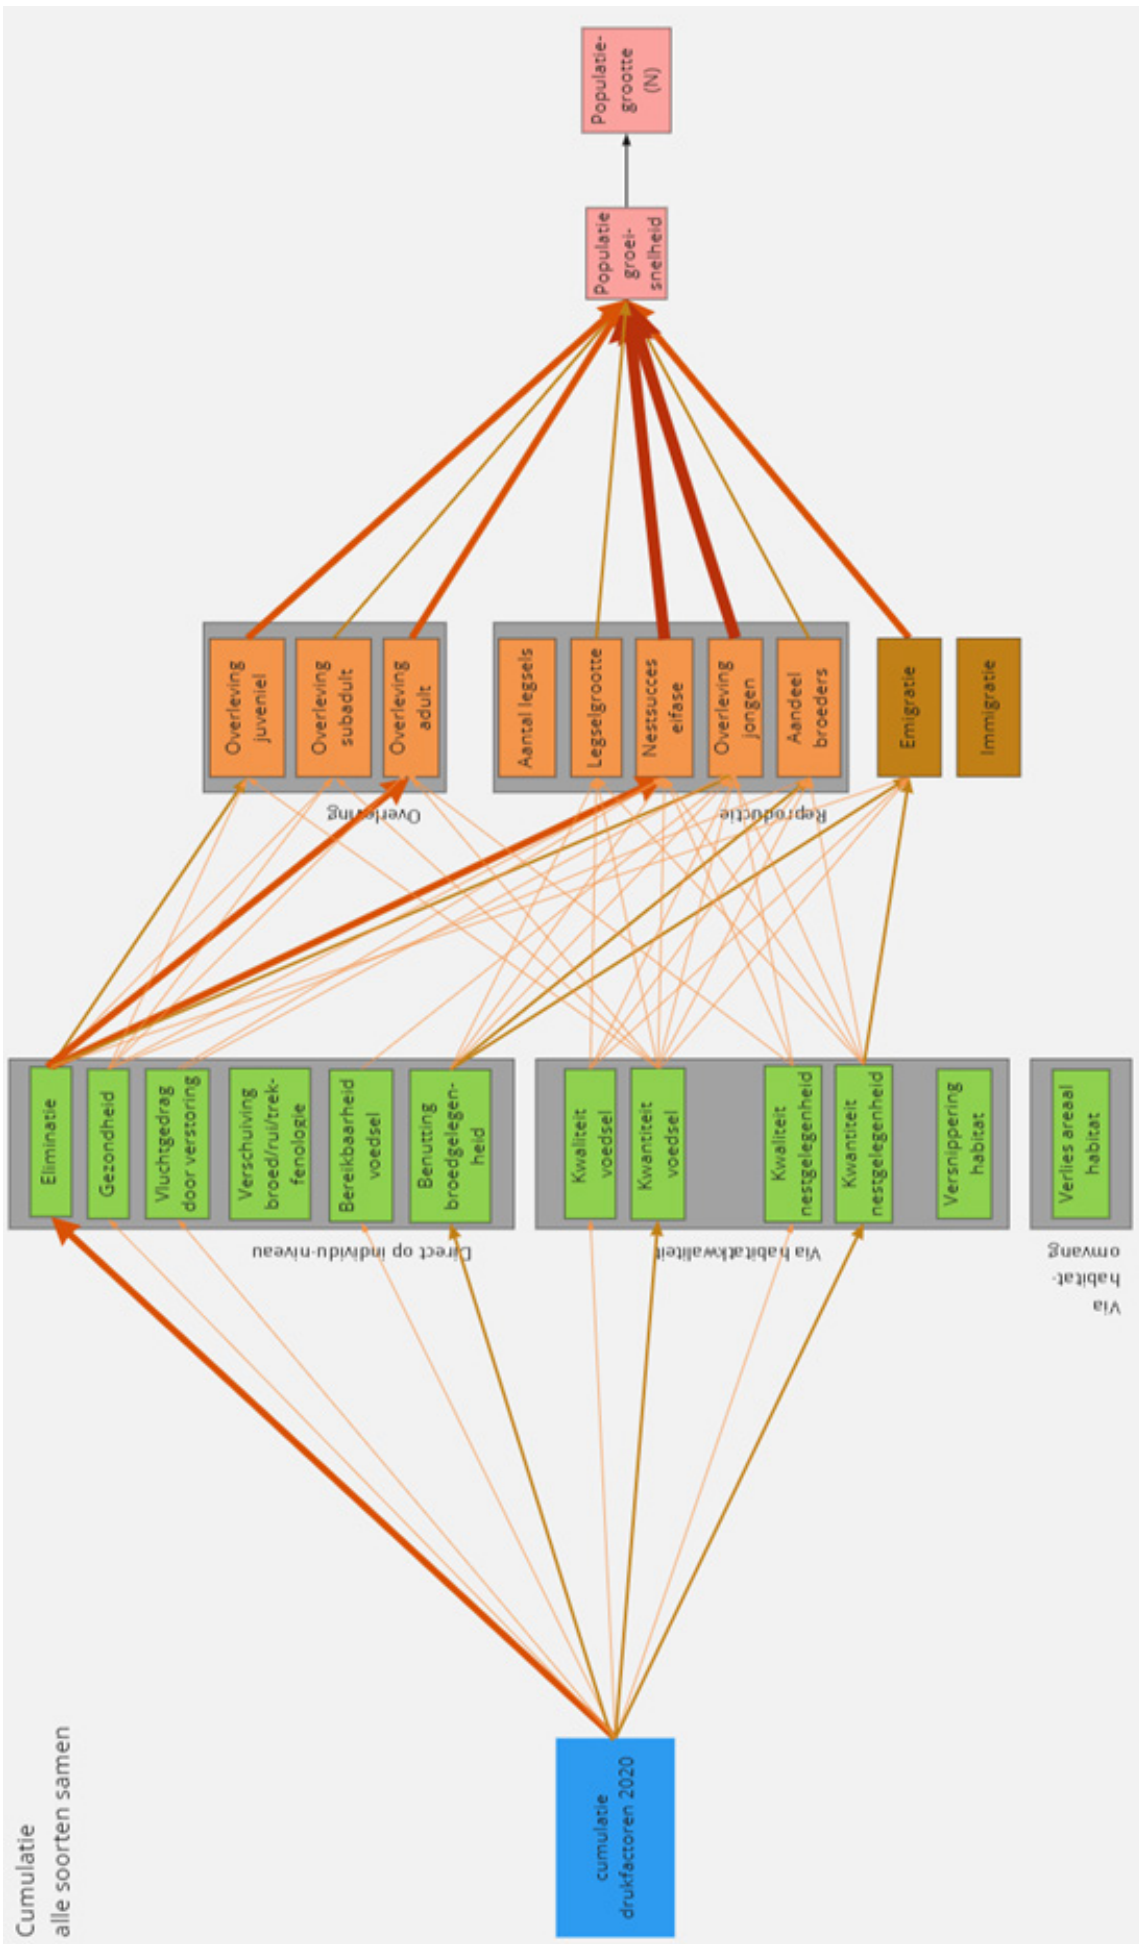 Cumulatie
alle soorten samen
cumulatie
drukfactoren 2020
Direct op individu-niveau
Eliminatie
Gezondheid
Vluchtgedrag
door verstoring
Verschuiving
broed/rui/trek-
fenologie
Bereikbaarheid
voedsel
Benutting
broedgelegen-
heid
Via habitatkwaliteit
Kwaliteit
voedsel
Kwantiteit
voedsel
Kwaliteit
nestgelegenheid
Kwantiteit
nestgelegenheid
Versnippering
habitat
Via
habitat-
omvang
Verlies areaaal
habitat
Overleving
Overleving
juveniel
Overleving
subadult
Overleving
adult
Reproductie
Aantal legsels
Legselgrootte
Nestsucces
eifase
Overleving
jongen
Aandeel
broeders
Emigratie
Immigratie
Populatie
groei-
snelheid
Populatie-
grootte
(N)